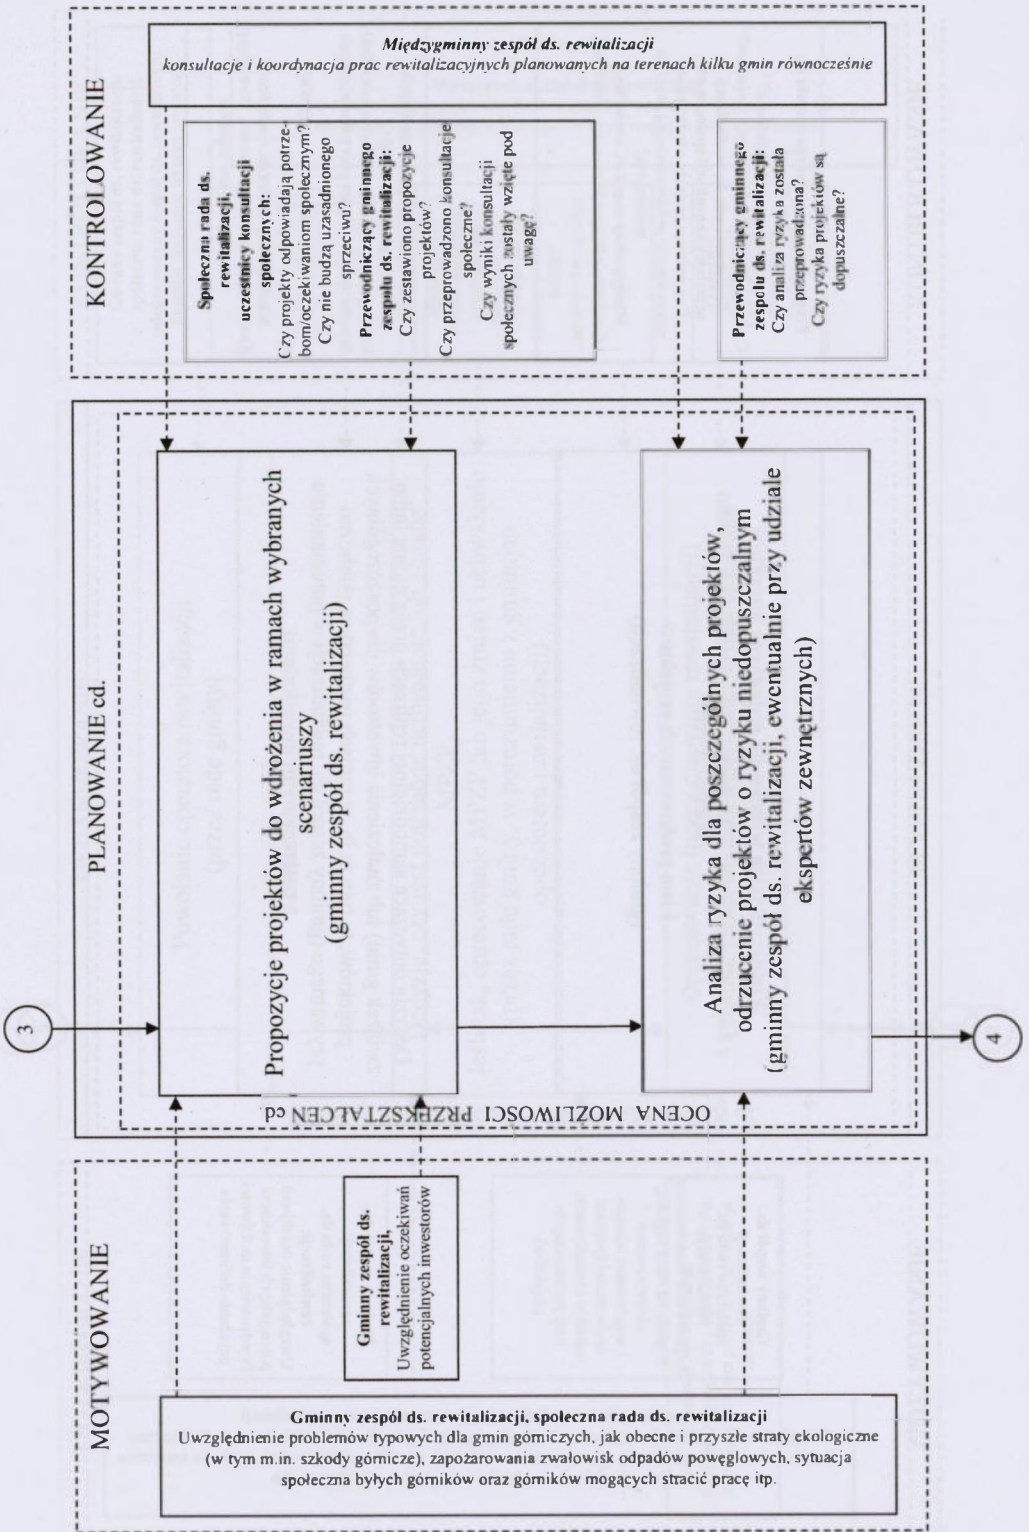 MOTYWOWANIE
Gminny zespół ds. rewitalizacji, społeczna rada ds. rewitalizacji
Uwzględnienie problemów typowych dla gmin górniczych, jak obecne i przyszłe straty ekologiczne
(w tym m.in. szkody górnicze), zapożarowania zwałowisk odpadów powęglowych, sytuacja
społeczna byłych górników oraz górników mogących stracić pracę itp.
Gminny zespół ds.
rewitalizacji,
Uwzględnienie oczekiwań
potencjalnych inwestorów
3
PLANOWANIE cd.
OCENA MOŻLIWOŚCI PRZEKSZTAŁCEŃ cd
Propozycje projektów do wdrożenia w ramach wybranych
scenariuszy
(gminny zespół ds. rewitalizacji)
Analiza ryzyka dla poszczególnych projektów,
odrzucenie projektów o ryzyku niedopuszczalnym
(gminny zespół ds. rewitalizacji, ewentualnie przy udziale
ekspertów zewnętrznych)
4
KONTROLOWANIE
Międzygminny zespół ds. rewitalizacji
konsultacje i koordynacja prac rewitalizacyjnych planowanych na terenach kilku gmin równocześnie
Społeczna rada ds.
rewitalizacji,
uczestnicy konsultacji
społecznych:
Czy projekty odpowiadają potrze-
bom/oczekiwaniom społecznym?
Czy nie budzą uzasadnionego
sprzeciwu?
Przewodniczący gminnego
zespołu ds. rewitalizacji:
Czy zestawiono propozycje
projektów?
Czy przeprowadzono konsultacje
społeczne?
Czy wyniki konsultacji
społecznych zostały wzięte pod
uwagę?
Przewodniczący gminnego
zespołu ds. rewitalizacji:
Czy analiza ryzyka została
przeprowadzona?
Czy ryzyka projektów są
dopuszczalne?